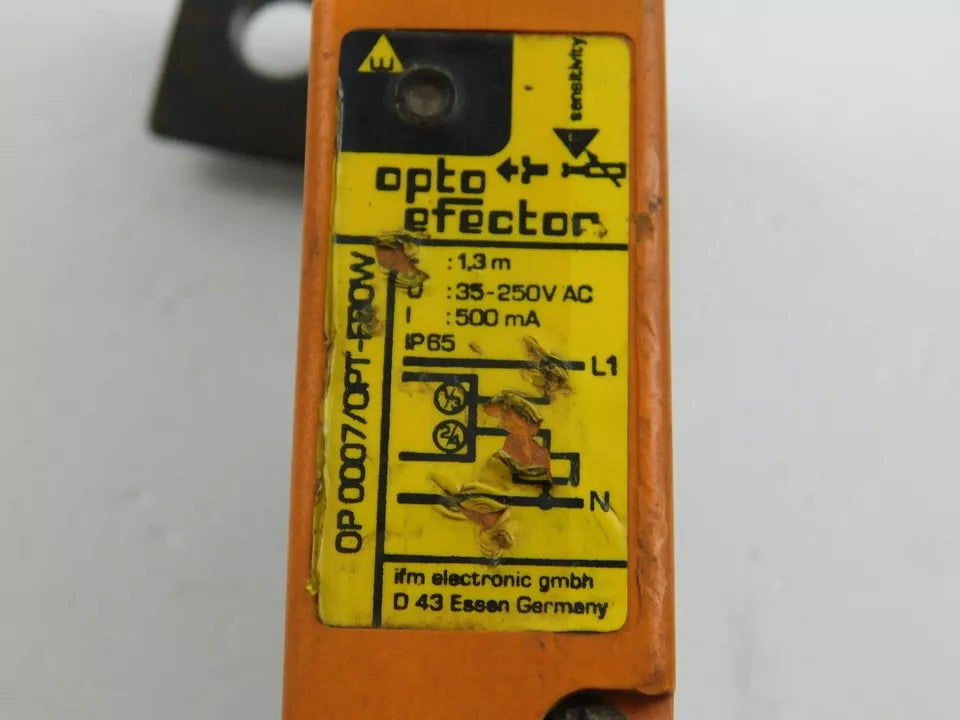 E
sensitivity
opto
efector
: 1,3 m
U : 35-250V AC
I : 500 mA
IP65
L1
N
OP 0007/OPT-
ifm electronic gmbh
D 43 Essen Germany